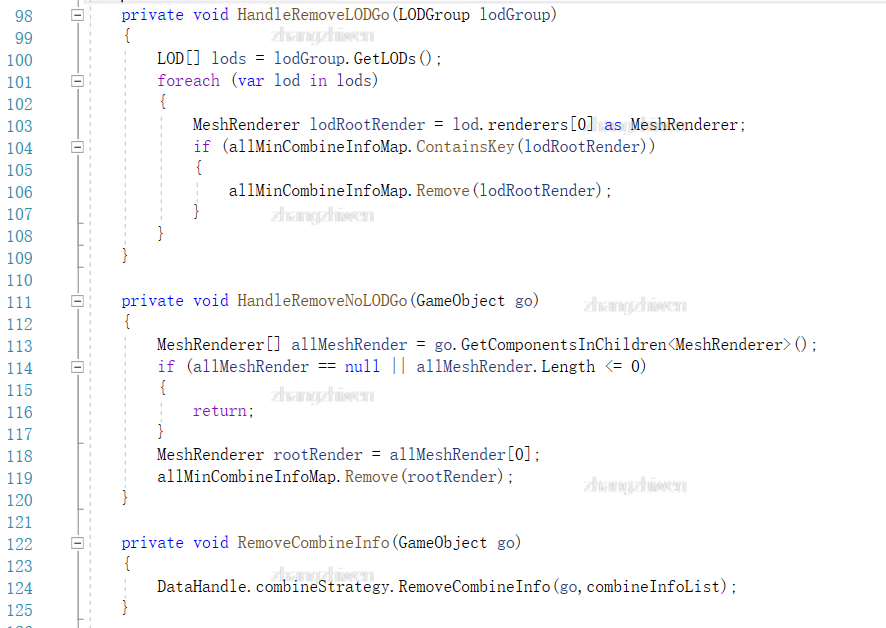 98 private void HandleRemoveLODGo(LODGroup lodGroup)
99 {
100 LOD[] lods = lodGroup.GetLODs();
101 foreach (var lod in lods)
102 {
103 MeshRenderer lodRootRender = lod.renderers[0] as MeshRenderer;
104 if (allMinCombineInfoMap.ContainsKey(lodRootRender))
105 {
106 allMinCombineInfoMap.Remove(lodRootRender);
107 }
108 }
109 }
110
111 private void HandleRemoveNoLODGo(GameObject go)
112 {
113 MeshRenderer[] allMeshRender = go.GetComponentsInChildren<MeshRenderer>();
114 if (allMeshRender == null || allMeshRender.Length <= 0)
115 {
116 return;
117 }
118 MeshRenderer rootRender = allMeshRender[0];
119 allMinCombineInfoMap.Remove(rootRender);
120 }
121
122 private void RemoveCombineInfo(GameObject go)
123 {
124 DataHandle.combineStrategy.RemoveCombineInfo(go,combineInfoList);
125 }